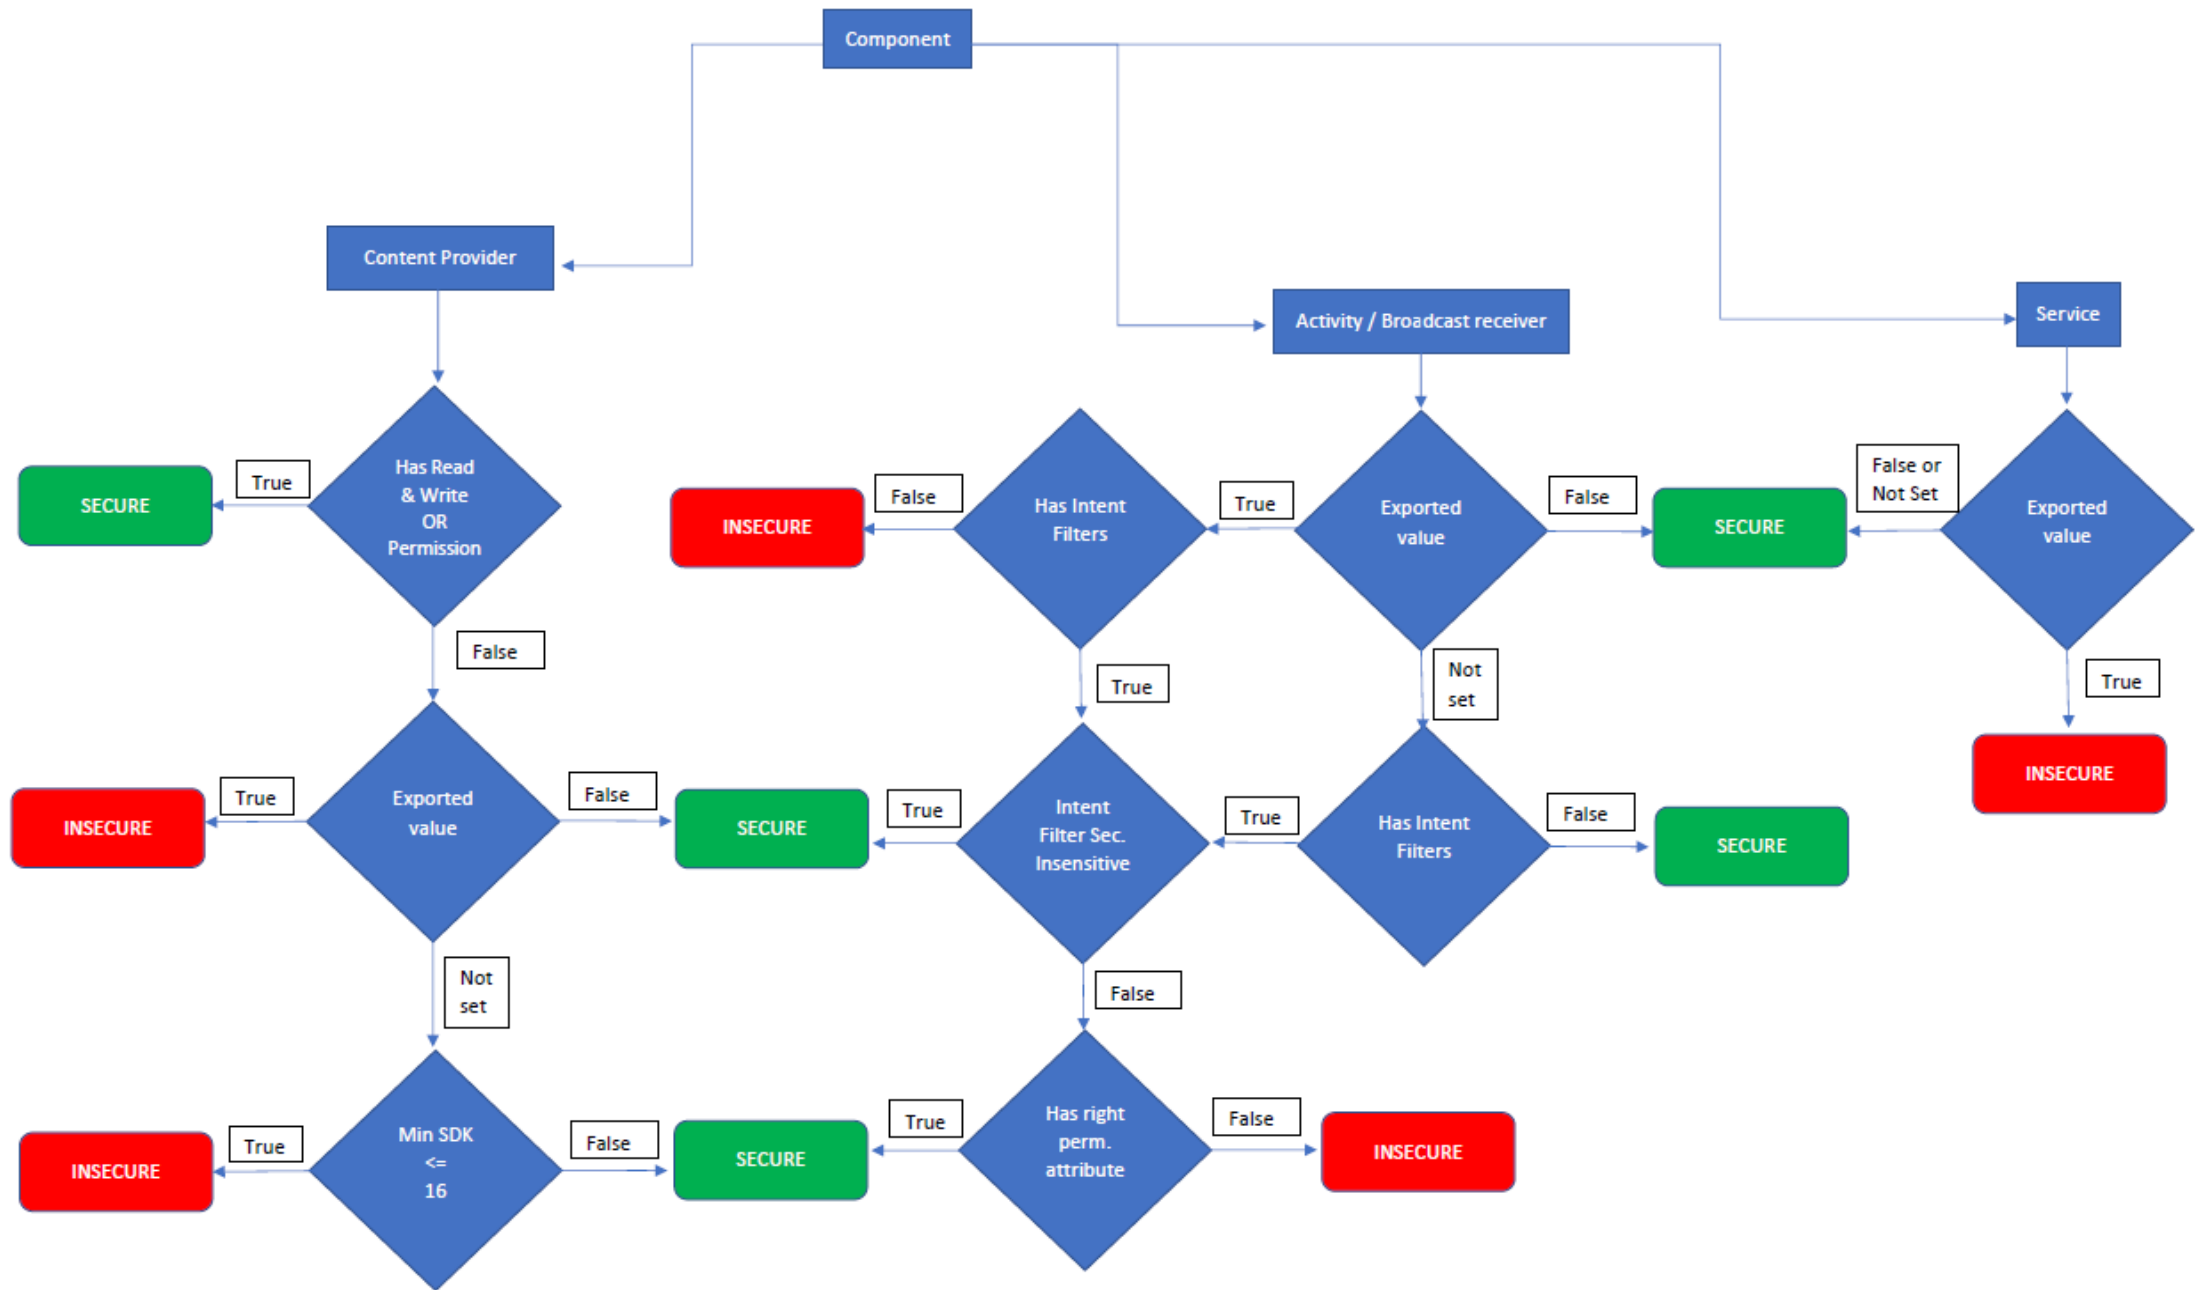 Component
Content Provider
Activity / Broadcast receiver
Service
Has Read
& Write
OR
Permission
True
SECURE
False
Exported
value
True
INSECURE
False
SECURE
Not
set
Min SDK
<=
16
True
INSECURE
False
SECURE
Exported
value
True
Has Intent
Filters
False
INSECURE
True
False
SECURE
Not
set
Has Intent
Filters
False
SECURE
True
Intent
Filter Sec.
Insensitive
True
False
Has right
perm.
attribute
True
False
INSECURE
Exported
value
False or
Not Set
True
INSECURE